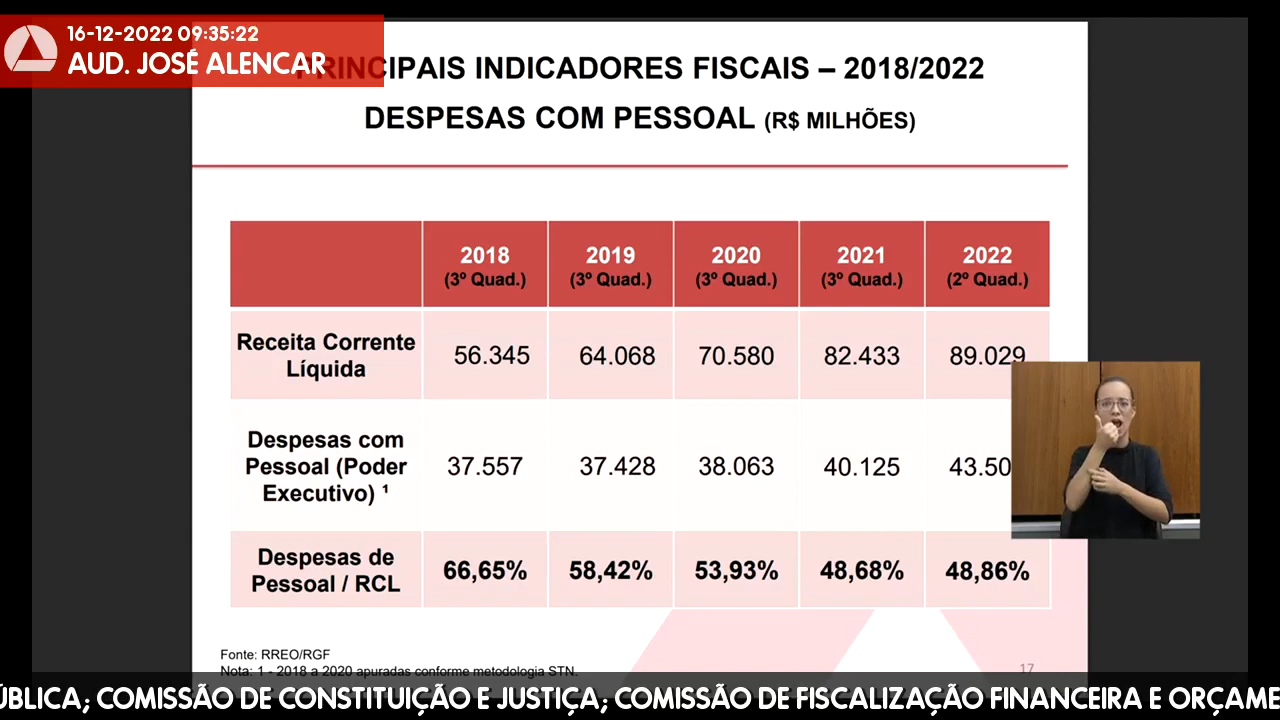 16-12-2022 09:35:22
AUD. JOSÉ ALENCAR
PRINCIPAIS INDICADORES FISCAIS – 2018/2022
DESPESAS COM PESSOAL (R$ MILHÕES)
2018 2019 2020 2021 2022
(3º Quad.) (3º Quad.) (3º Quad.) (3º Quad.) (2º Quad.)
Receita Corrente
Líquida
56.345 64.068 70.580 82.433 89.029
Despesas com
Pessoal (Poder
Executivo) ¹
37.557 37.428 38.063 40.125 43.50
Despesas de
Pessoal / RCL
66,65% 58,42% 53,93% 48,68% 48,86%
Fonte: RREO/RGF
Nota: 1 - 2018 a 2020 apuradas conforme metodologia STN.
17
ÚBLICA; COMISSÃO DE CONSTITUIÇÃO E JUSTIÇA; COMISSÃO DE FISCALIZAÇÃO FINANCEIRA E ORÇAME